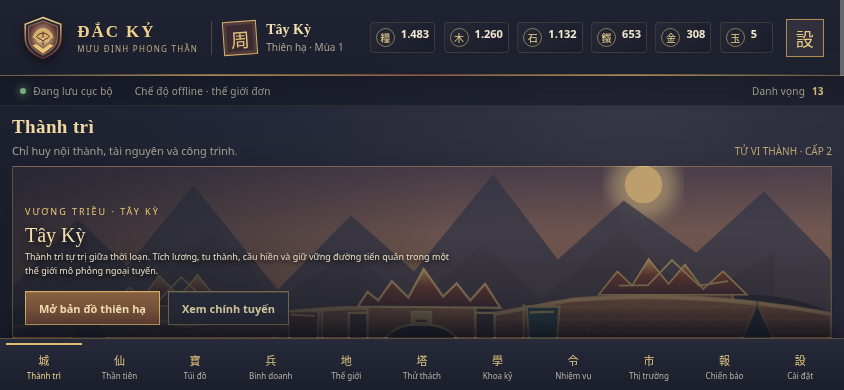 ĐẮC KỶ
MƯU ĐỊNH PHONG THẦN
周
Tây Kỳ
Thiên hạ · Mùa 1
糧 1.483
木 1.260
石 1.132
鐵 653
金 308
玉 5
設
Đang lưu cục bộ
Chế độ offline · thế giới đơn
Danh vọng 13
Thành trì
Chỉ huy nội thành, tài nguyên và công trình.
TỬ VI THÀNH · CẤP 2
VƯƠNG TRIỀU · TÂY KỲ
Tây Kỳ
Thành trì tự trị giữa thời loạn. Tích lương, tu thành, cầu hiền và giữ vững đường tiến quân trong một
thế giới mô phỏng ngoại tuyến.
Mở bản đồ thiên hạ
Xem chính tuyến
城 仙 寶 兵 地 塔 學 令 市 報 設
Thành trì Thần tiên Túi đồ Binh doanh Thế giới Thử thách Khoa kỹ Nhiệm vụ Thị trường Chiến báo Cài đặt